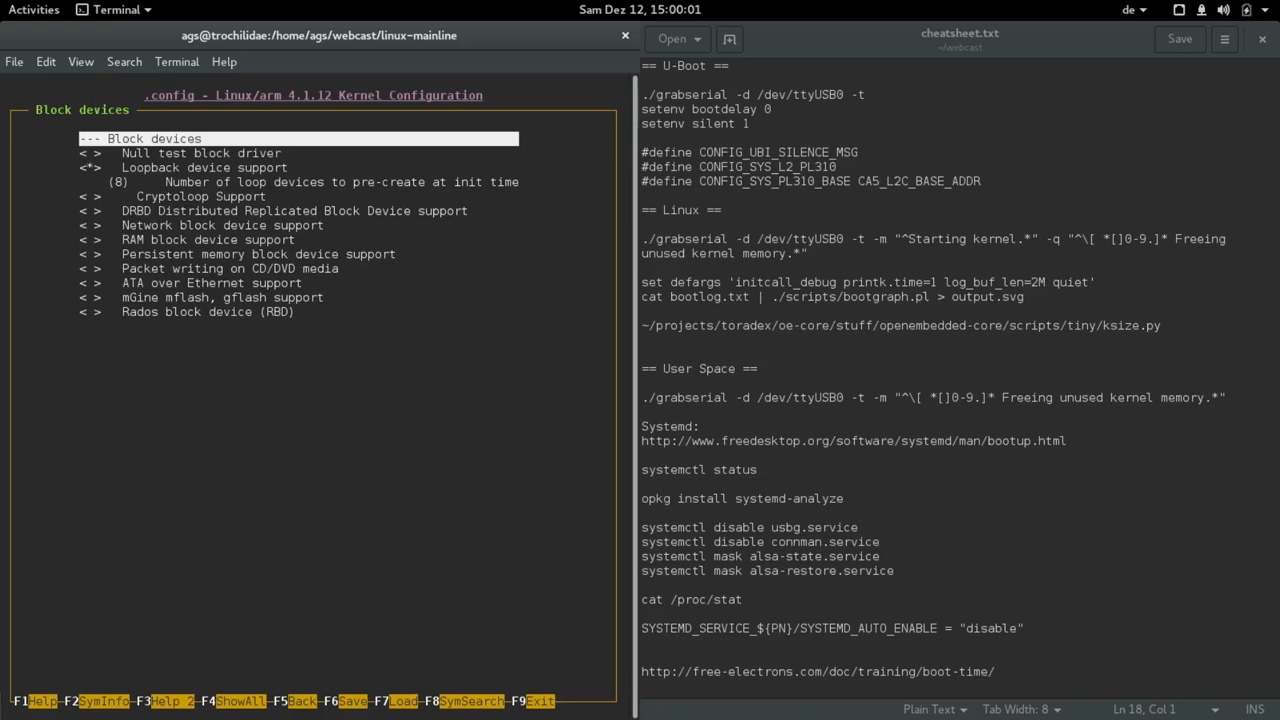 Activities Terminal Sam Dez 12, 15:00:01 de
ags@trochilidae:/home/ags/webcast/linux-mainline
File Edit View Search Terminal Help
.config - Linux/arm 4.1.12 Kernel Configuration
Block devices
--- Block devices
< > Null test block driver
<*> Loopback device support
(8) Number of loop devices to pre-create at init time
< > Cryptoloop Support
< > DRBD Distributed Replicated Block Device support
< > Network block device support
< > RAM block device support
< > Persistent memory block device support
< > Packet writing on CD/DVD media
< > ATA over Ethernet support
< > mGine mflash, gflash support
< > Rados block device (RBD)
F1Help F2SymInfo F3Help 2 F4ShowAll F5Back F6Save F7Load F8SymSearch F9Exit
Open cheatsheet.txt Save
~/webcast
== U-Boot ==
./grabserial -d /dev/ttyUSB0 -t
setenv bootdelay 0
setenv silent 1
#define CONFIG_UBI_SILENCE_MSG
#define CONFIG_SYS_L2_PL310
#define CONFIG_SYS_PL310_BASE CA5_L2C_BASE_ADDR
== Linux ==
./grabserial -d /dev/ttyUSB0 -t -m "^Starting kernel.*" -q "^\[ *[]0-9.]* Freeing
unused kernel memory.*"
set defargs 'initcall_debug printk.time=1 log_buf_len=2M quiet'
cat bootlog.txt | ./scripts/bootgraph.pl > output.svg
~/projects/toradex/oe-core/stuff/openembedded-core/scripts/tiny/ksize.py
== User Space ==
./grabserial -d /dev/ttyUSB0 -t -m "^\[ *[]0-9.]* Freeing unused kernel memory.*"
Systemd:
http://www.freedesktop.org/software/systemd/man/bootup.html
systemctl status
opkg install systemd-analyze
systemctl disable usbg.service
systemctl disable connman.service
systemctl mask alsa-state.service
systemctl mask alsa-restore.service
cat /proc/stat
SYSTEMD_SERVICE_${PN}/SYSTEMD_AUTO_ENABLE = "disable"
http://free-electrons.com/doc/training/boot-time/
Plain Text Tab Width: 8 Ln 18, Col 1 INS